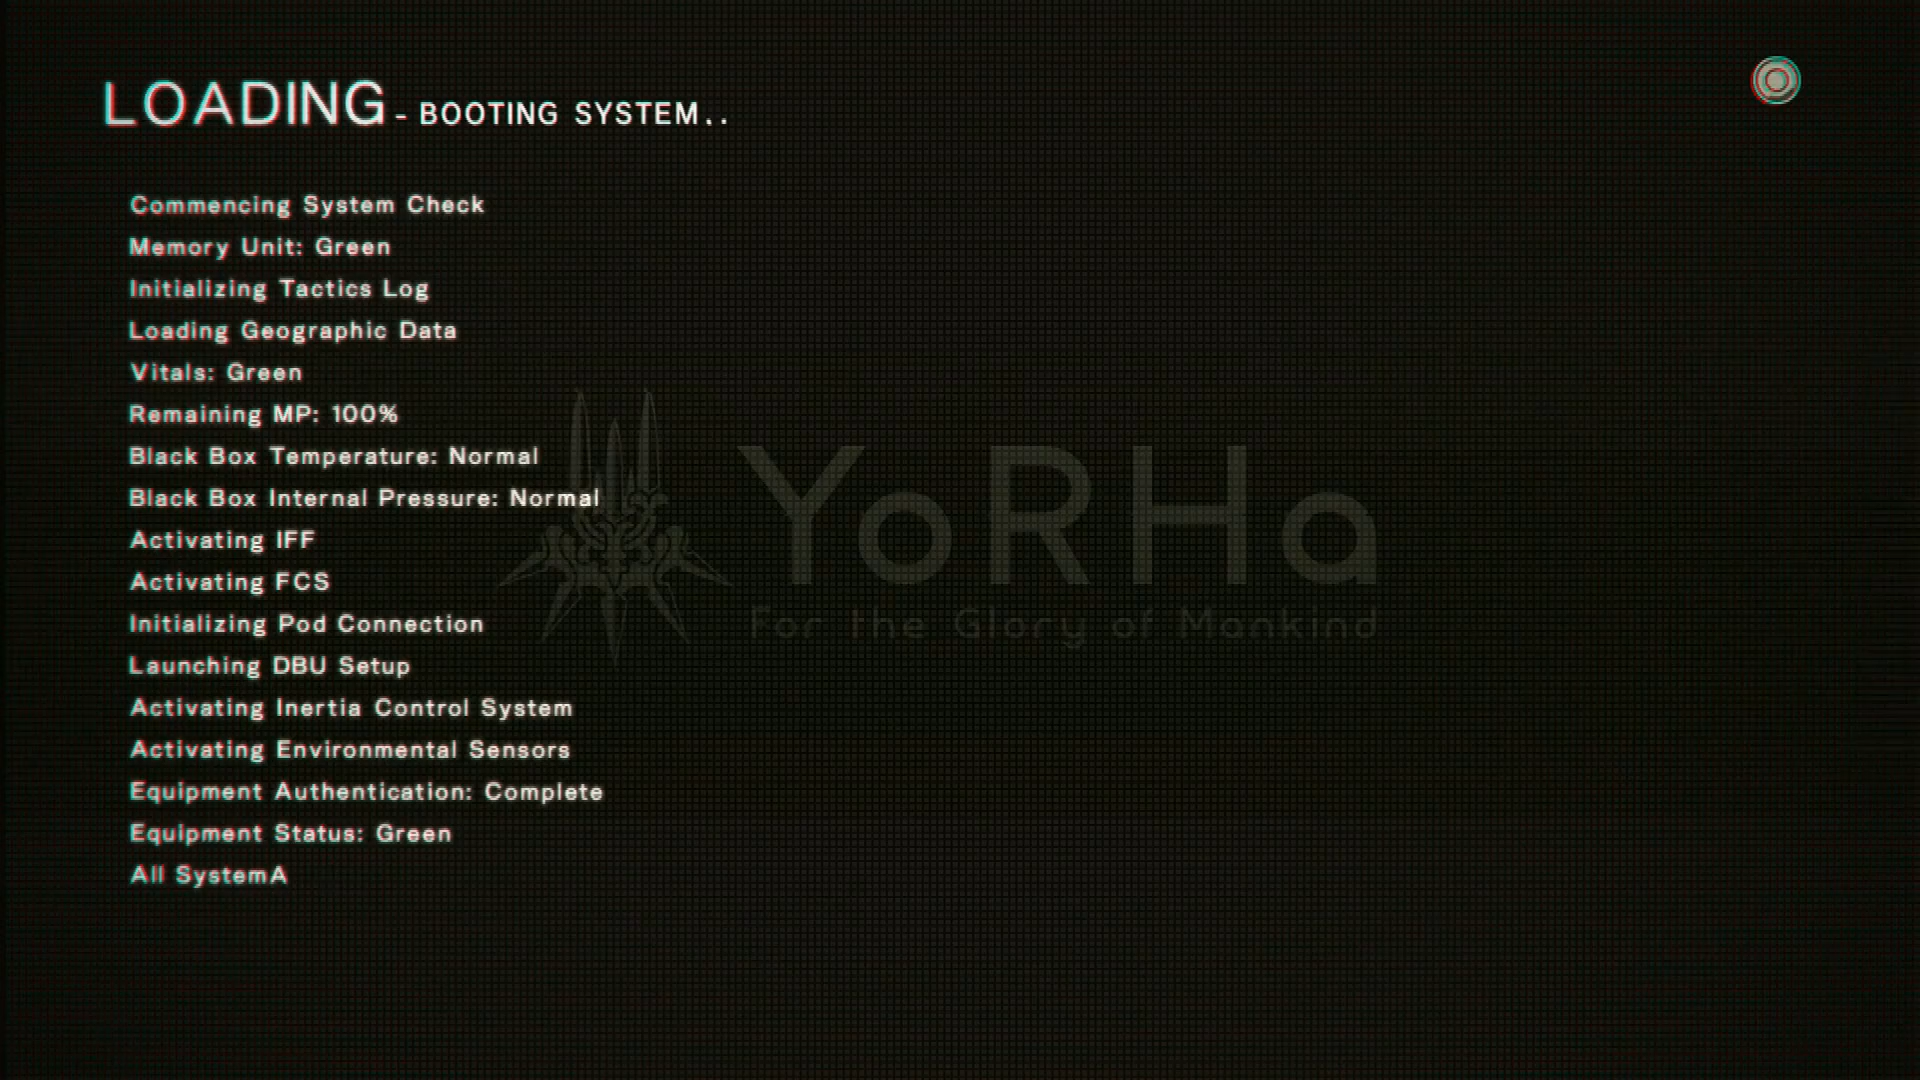 LOADING - BOOTING SYSTEM..
Commencing System Check
Memory Unit: Green
Initializing Tactics Log
Loading Geographic Data
Vitals: Green
Remaining MP: 100%
Black Box Temperature: Normal
Black Box Internal Pressure: Normal
Activating IFF
Activating FCS
Initializing Pod Connection
Launching DBU Setup
Activating Inertia Control System
Activating Environmental Sensors
Equipment Authentication: Complete
Equipment Status: Green
All SystemA
YoRHa
For the Glory of Mankind